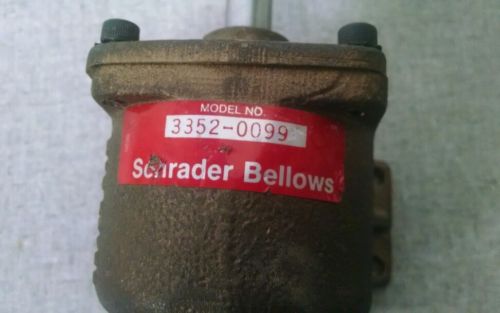 MODEL NO.
3352-0099
Schrader Bellows